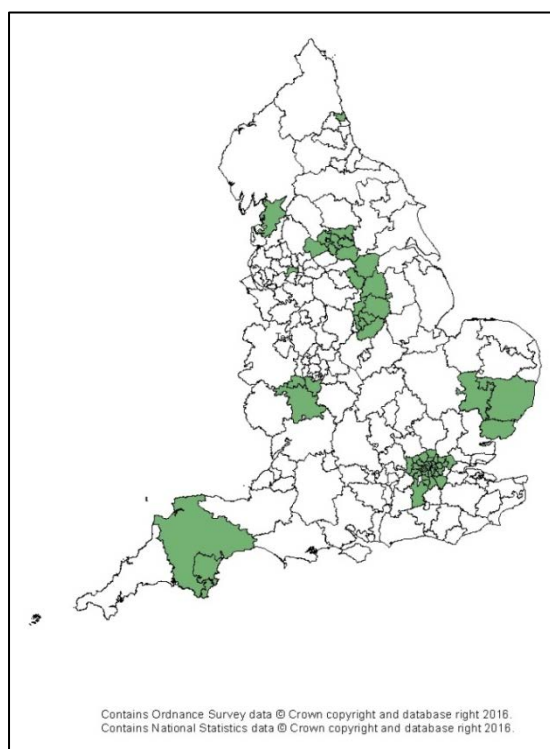 Contains Ordnance Survey data © Crown copyright and database right 2016.
Contains National Statistics data © Crown copyright and database right 2016.